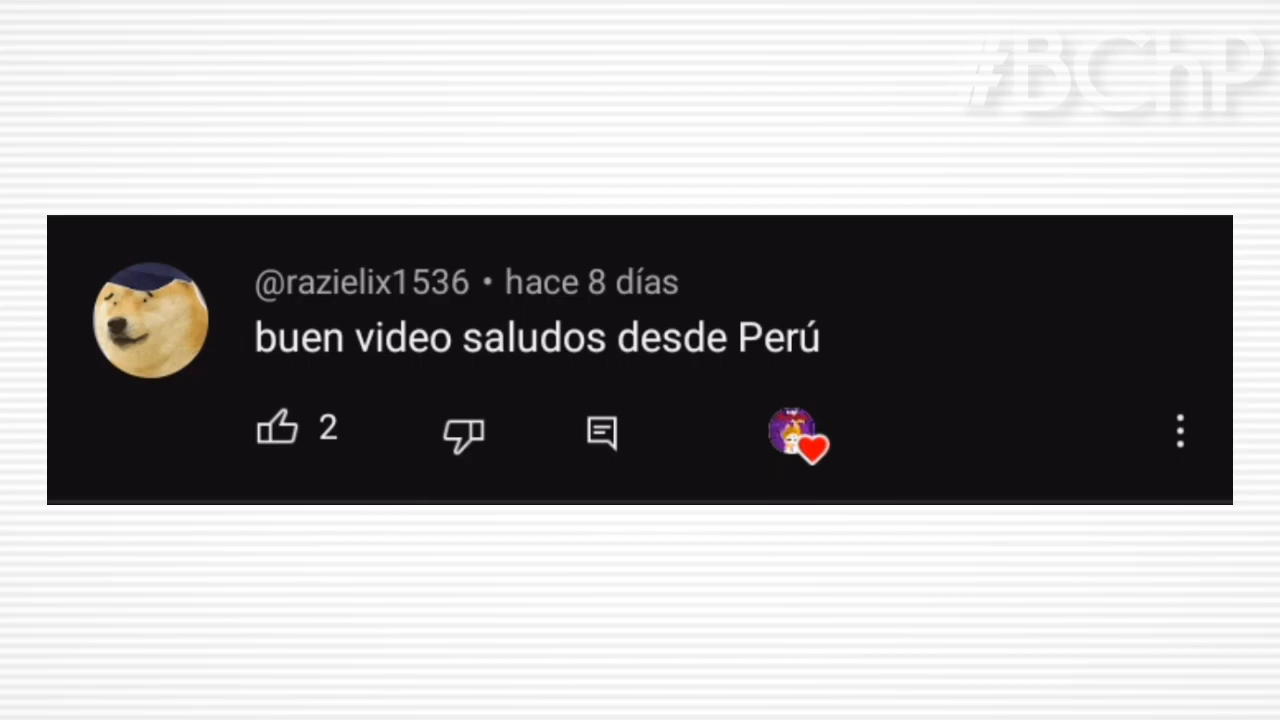 #BChP
@razielix1536 • hace 8 días
buen video saludos desde Perú
2